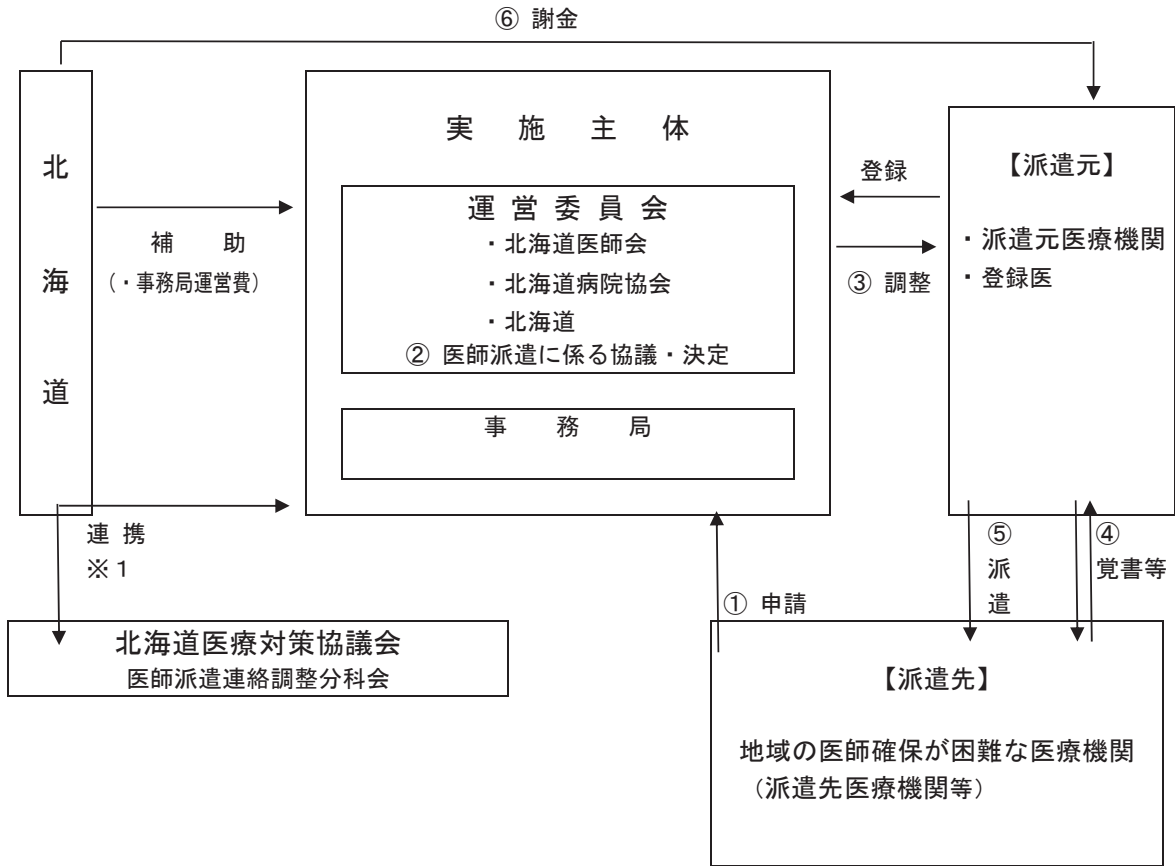 ⑥ 謝金
北海道
補 助
(・事務局運営費)
実 施 主 体
運 営 委 員 会
・北海道医師会
・北海道病院協会
・北海道
② 医師派遣に係る協議・決定
事 務 局
登録
③ 調整
【派遣元】
・派遣元医療機関
・登録医
連 携
※1
① 申請
⑤
派
遣
④
覚書等
北海道医療対策協議会
医師派遣連絡調整分科会
【派遣先】
地域の医師確保が困難な医療機関
(派遣先医療機関等)